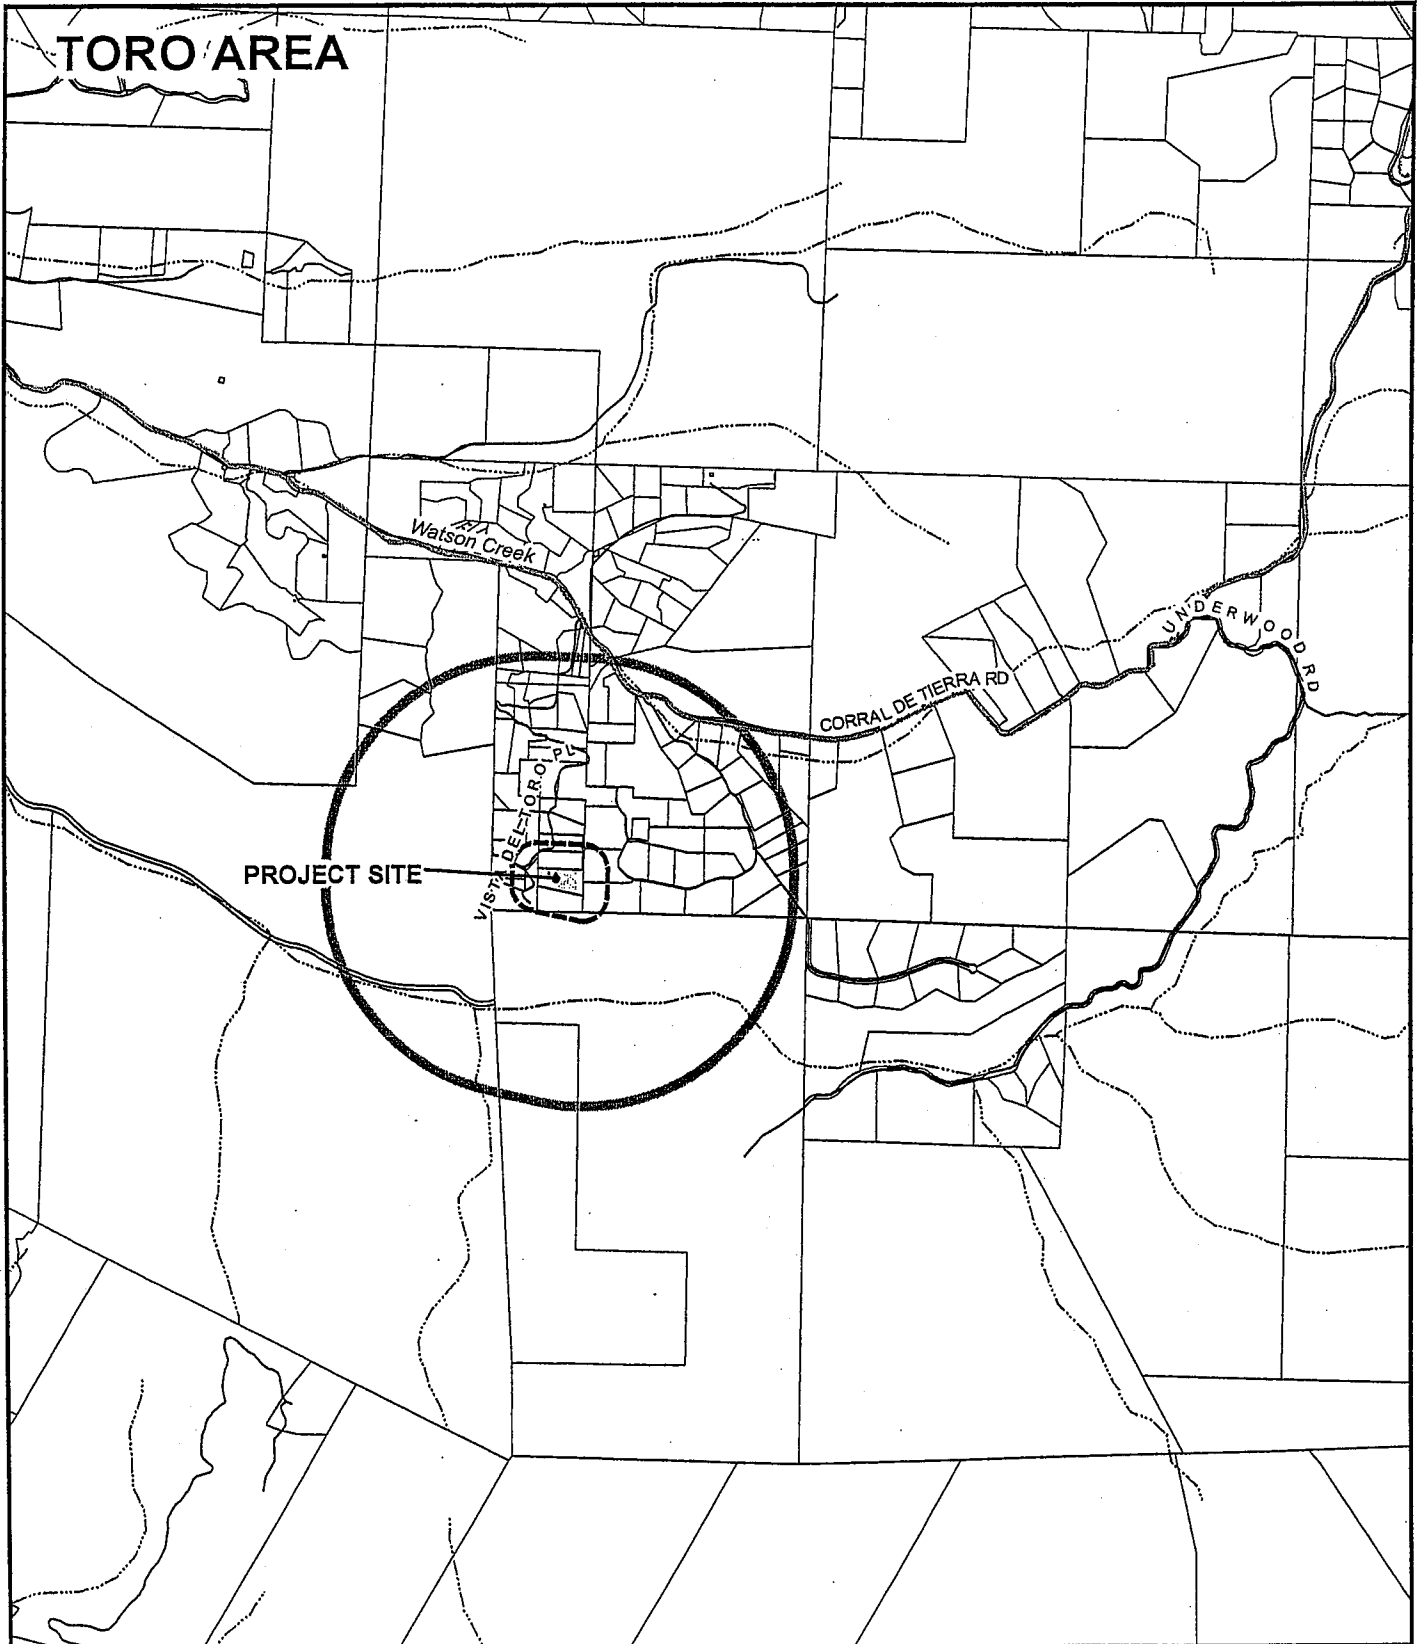 TORO AREA
Watson Creek
UNDERWOOD RD
CORRAL DE TIERRA RD
VISTA DEL TORO PL
PROJECT SITE